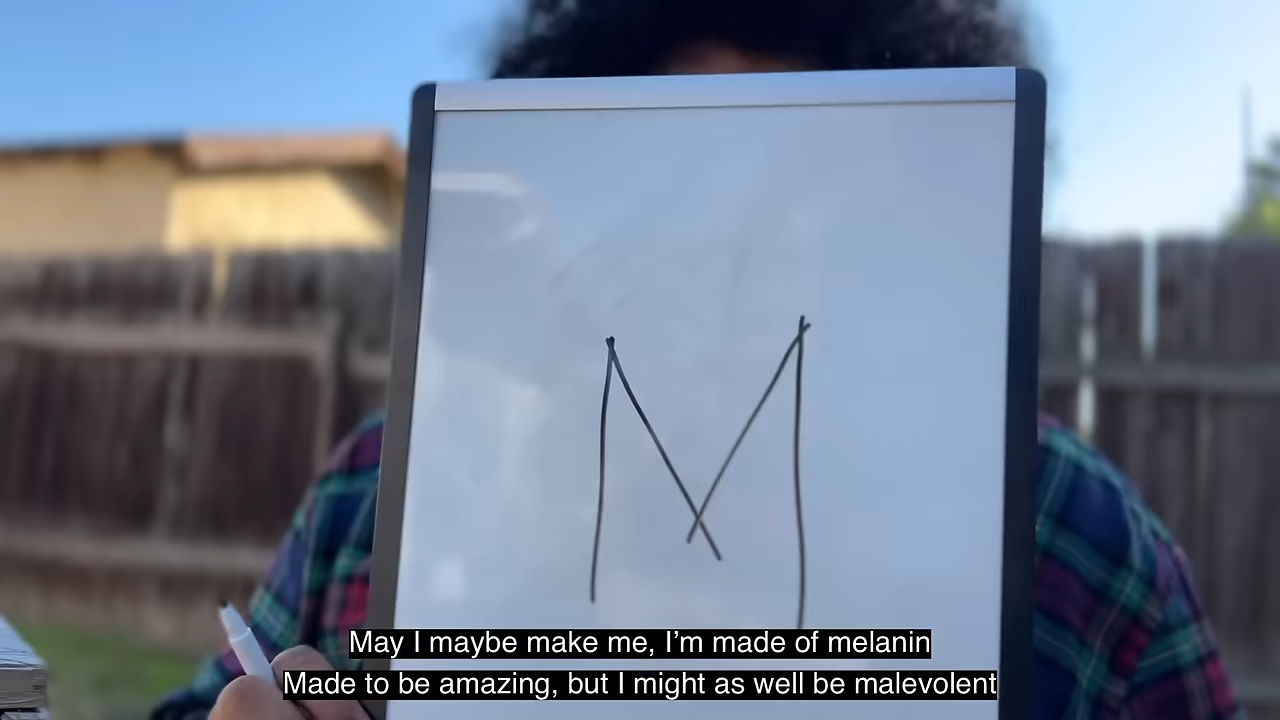 M
May I maybe make me, I’m made of melanin
Made to be amazing, but I might as well be malevolent